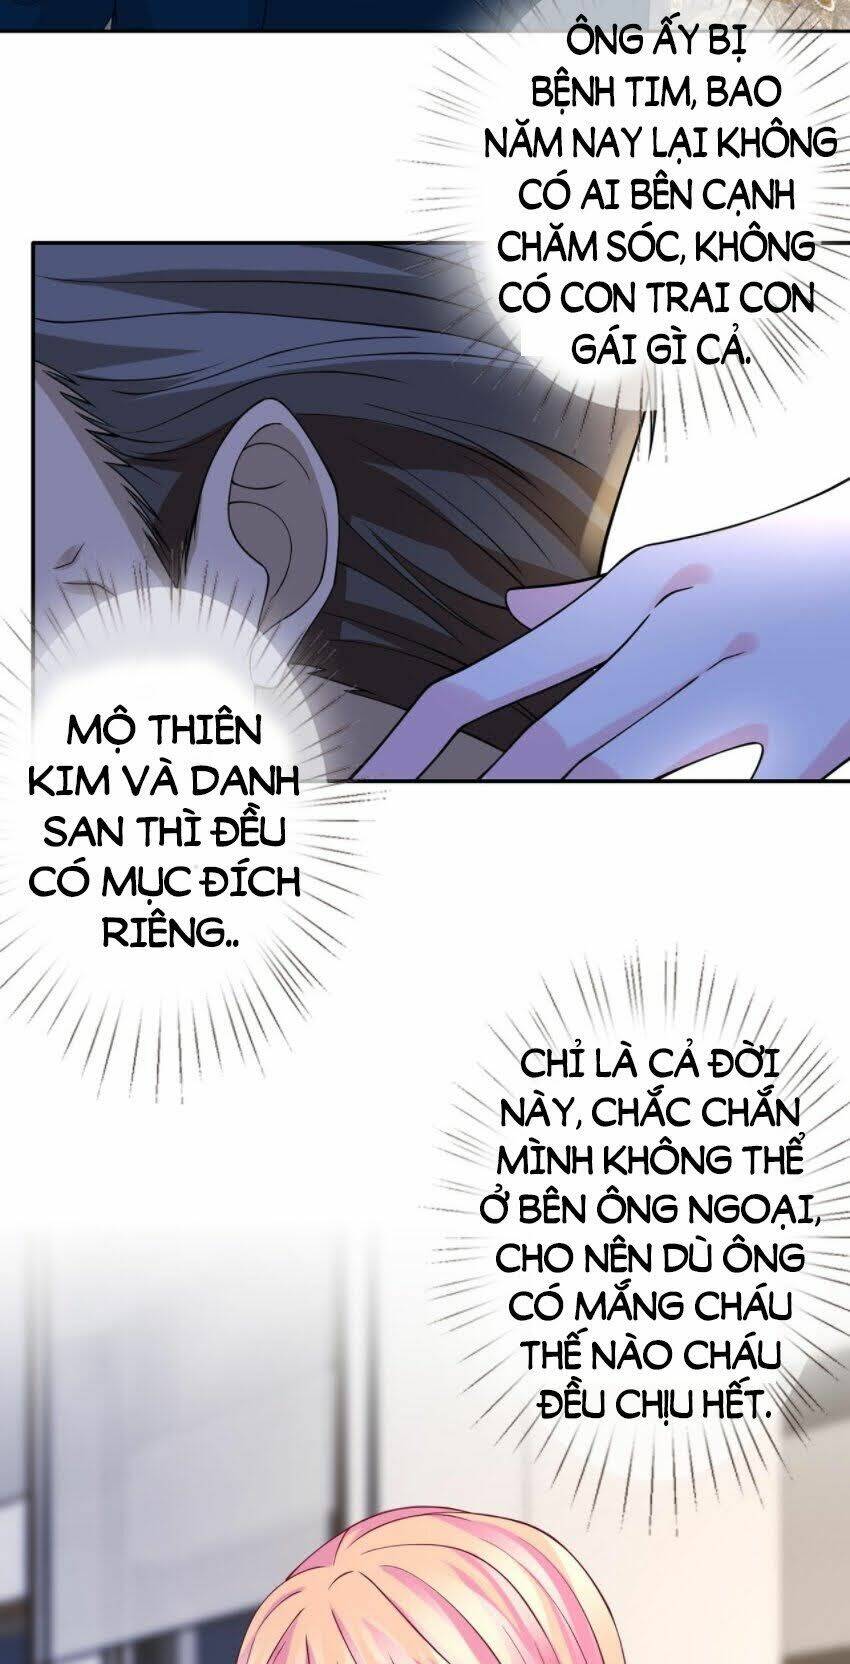 ÔNG ẤY BỊ
BỆNH TIM, BAO
NĂM NAY LẠI KHÔNG
CÓ AI BÊN CẠNH
CHĂM SÓC, KHÔNG
CÓ CON TRAI CON
GÁI GÌ CẢ.
MỘ THIÊN
KIM VÀ DANH
SAN THÌ ĐỀU
CÓ MỤC ĐÍCH
RIÊNG..
CHỈ LÀ CẢ ĐỜI
NÀY, CHẮC CHẮN
MÌNH KHÔNG THỂ
Ở BÊN ÔNG NGOẠI,
CHO NÊN DÙ ÔNG
CÓ MẮNG CHÁU
THẾ NÀO CHÁU
ĐỀU CHỊU HẾT.